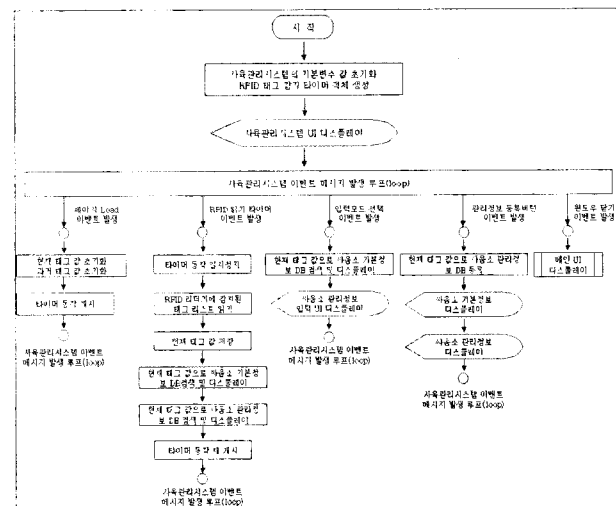 시 작
사육관리시스템의 기본변수 값 초기화
RFID 태그 감지 타이머 객체 생성
사육관리시스템 UI 디스플레이
사육관리시스템 이벤트 메시지 발생 루프(loop)
페이지 Load
이벤트 발생
RFID 읽기 타이머
이벤트 발생
입력모드 선택
이벤트 발생
관리정보 등록버튼
이벤트 발생
윈도우 닫기
이벤트 발생
현재 태그 값 초기화
과거 태그 값 초기화
타이머 동작 일시정지
현재 태그 값으로 사육소 기본정
보 DB 검색 및 디스플레이
현재 태그 값으로 사육소 관리정
보 DB 등록
메인 UI
디스플레이
타이머 동작 개시
RFID 리더기에 감지된
태그 리스트 읽기
관리정보
입력 UI 디스플레이
기본정보
디스플레이
사육관리시스템 이벤트
메시지 발생 루프(loop)
현재 태그 값 저장
사육관리시스템 이벤트
메시지 발생 루프(loop)
관리정보
디스플레이
현재 태그 값으로 사육소 기본정
보 DB검색 및 디스플레이
사육관리시스템 이벤트
메시지 발생 루프(loop)
현재 태그 값으로 사육소 관리정
보 DB 검색 및 디스플레이
타이머 동작 재 개시
사육관리시스템 이벤트
메시지 발생 루프(loop)